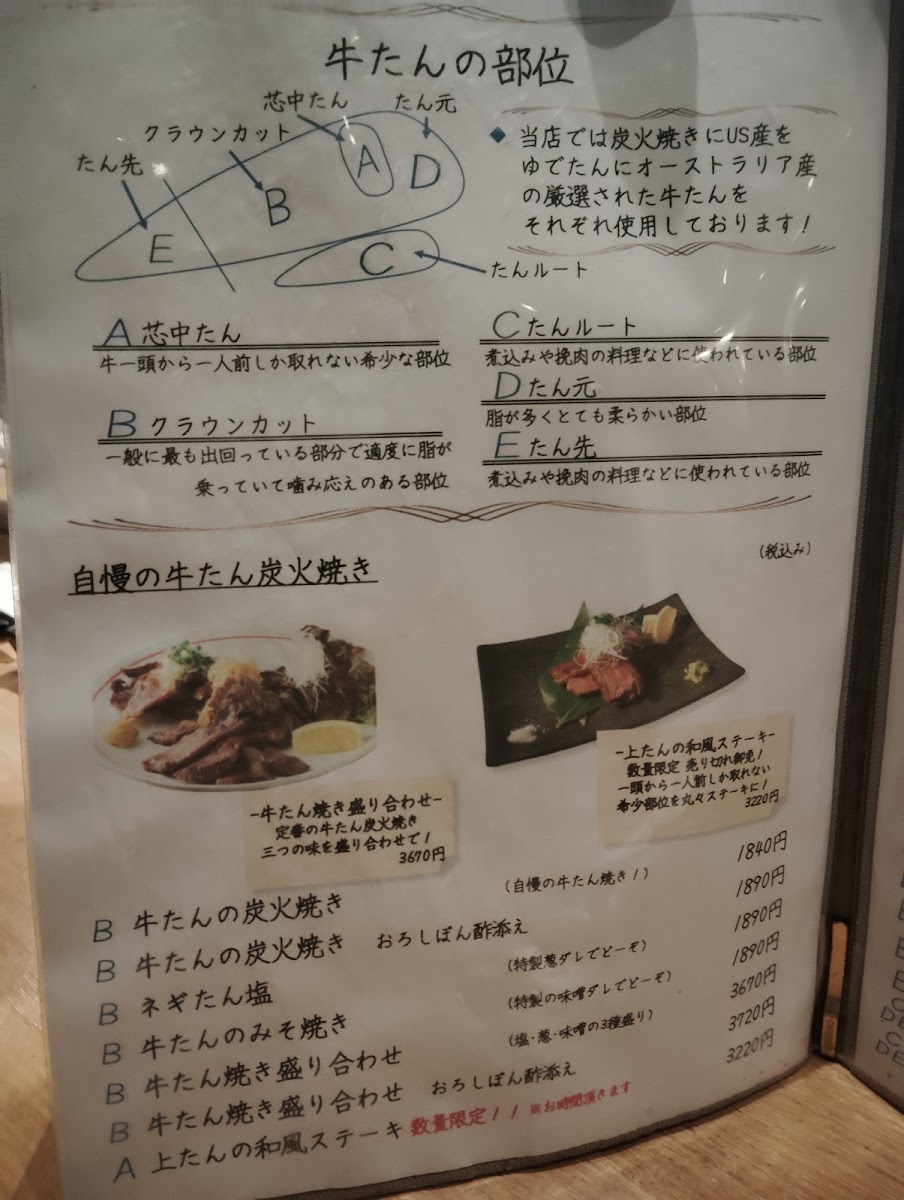 牛たんの部位
芯中たん
たん元
クラウンカット
たん先
A
D
B
E
C
たんルート
◆ 当店では炭火焼きにUS産を
ゆでたんにオーストラリア産
の厳選された牛たんを
それぞれ使用しております!
A 芯中たん
牛一頭から一人前しか取れない希少な部位
B クラウンカット
一般に最も出回っている部分で適度に脂が
乗っていて噛み応えのある部位
C たんルート
煮込みや挽肉の料理などに使われている部位
D たん元
脂が多くとても柔らかい部位
E たん先
煮込みや挽肉の料理などに使われている部位
(税込み)
自慢の牛たん炭火焼き
-牛たん焼き盛り合わせ-
定番の牛たん炭火焼き
三つの味を盛り合わせで!
3670円
-上たんの和風ステーキ-
数量限定 売り切れ御免!
一頭から一人前しか取れない
希少部位を丸々ステーキに!
3220円
B 牛たんの炭火焼き (自慢の牛たん焼き!) 1840円
B 牛たんの炭火焼き おろしぽん酢添え 1890円
B ネギたん塩 (特製葱ダレでどーぞ) 1890円
B 牛たんのみそ焼き (特製の味噌ダレでどーぞ) 1890円
B 牛たん焼き盛り合わせ (塩・葱・味噌の3種盛り) 3670円
B 牛たん焼き盛り合わせ おろしぽん酢添え 3720円
A 上たんの和風ステーキ 数量限定!! ※お時間頂きます 3220円